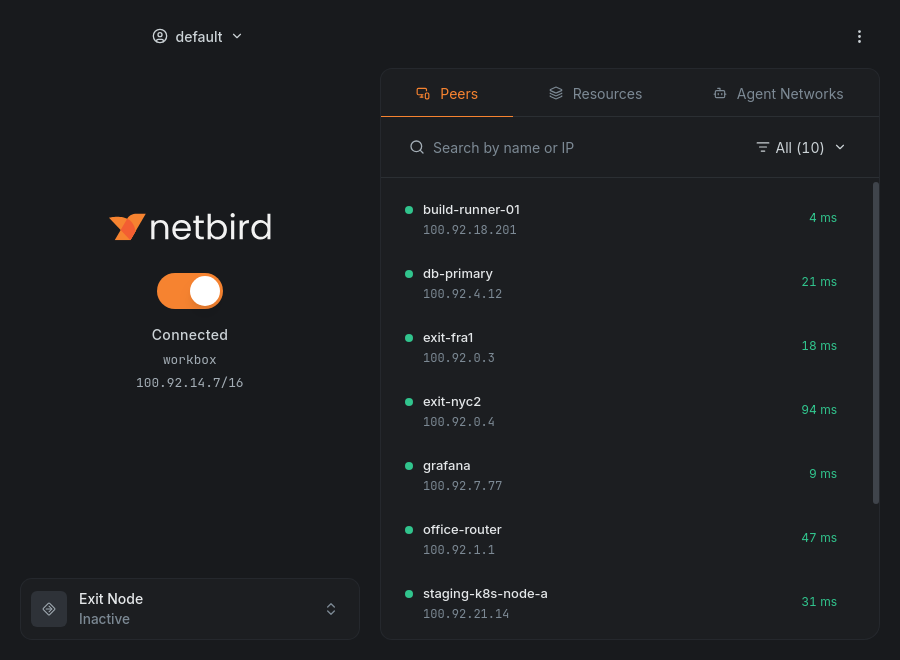 default
netbird
Connected
workbox
100.92.14.7/16
Exit Node
Inactive
Peers
Resources
Agent Networks
Search by name or IP
All (10)
build-runner-01
100.92.18.201
4 ms
db-primary
100.92.4.12
21 ms
exit-fra1
100.92.0.3
18 ms
exit-nyc2
100.92.0.4
94 ms
grafana
100.92.7.77
9 ms
office-router
100.92.1.1
47 ms
staging-k8s-node-a
100.92.21.14
31 ms